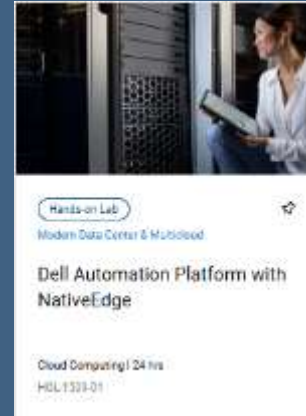 Hands-on Lab
Modern Data Center & Multicloud
Dell Automation Platform with
NativeEdge
Cloud Computing | 24 hrs